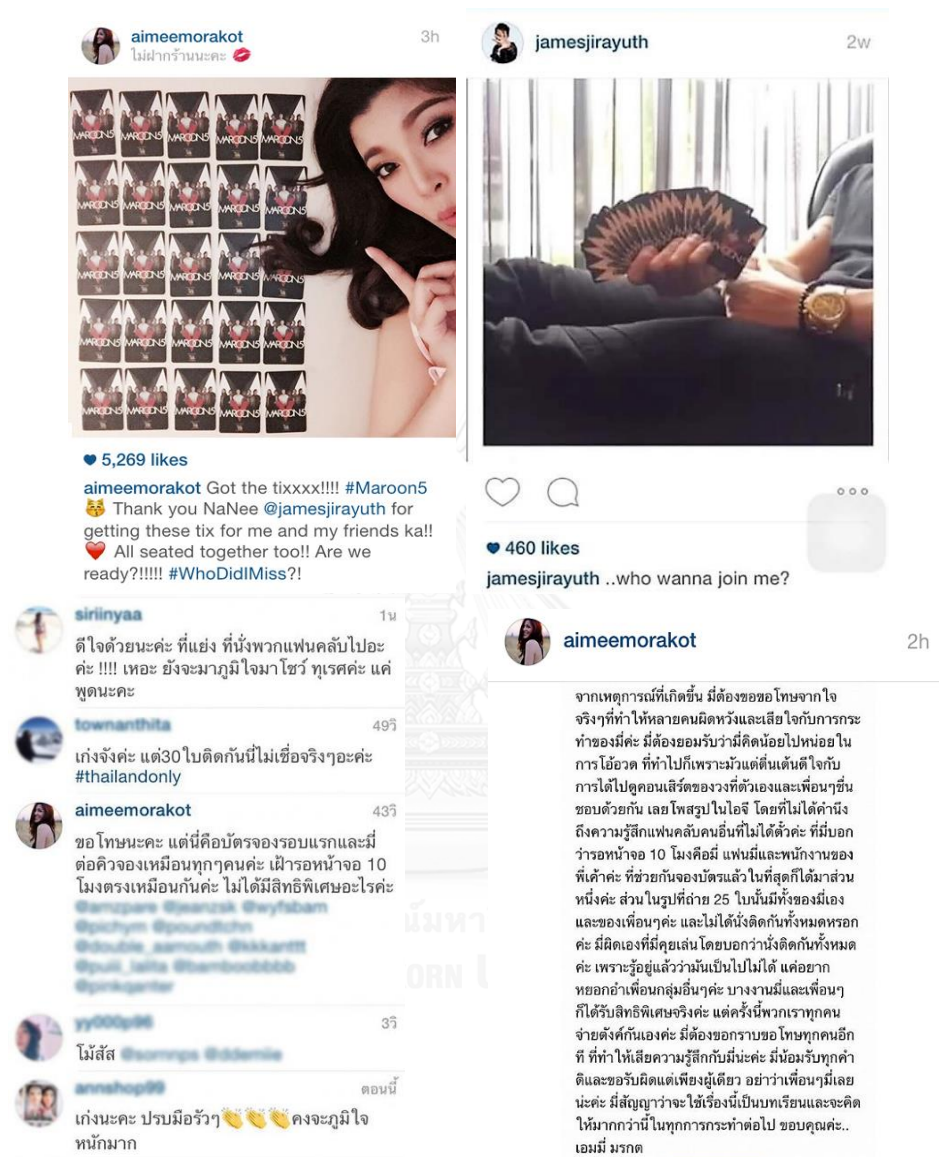 aimeemorakot
3h
ไม่ฝากร้านนะคะ 💋
MAROON5
5,269 likes
aimeemorakot Got the tixxxx!!!! #Maroon5
😽 Thank you NaNee @jamesjirayuth for
getting these tix for me and my friends ka!!
❤️ All seated together too!! Are we
ready?!!!!! #WhoDidIMiss?!
siriinyaa
1น
ดีใจด้วยนะค่ะ ที่แย่ง ที่นั่งพวกแฟนคลับไปอะ
ค่ะ !!!! เหอะ ยังจะมาภูมิใจมาโชว์ ทุเรศค่ะ แค่
พูดนะคะ
townanthita
49วิ
เก่งจังค่ะ แต่30ใบติดกันนี่ไม่เชื่อจริงๆอะค่ะ
#thailandonly
aimeemorakot
43วิ
ขอโทษนะคะ แต่นี่คือบัตรจองรอบแรกและมี่
ต่อคิวจองเหมือนทุกๆคนค่ะ เฝ้ารอหน้าจอ 10
โมงตรงเหมือนกันค่ะ ไม่ได้มีสิทธิพิเศษอะไรค่ะ
3วิ
โม้สัส
annshop99
ตอนนี้
เก่งนะคะ ปรบมือรัวๆ👏👏👏คงจะภูมิใจ
หนักมาก
jamesjirayuth
2w
460 likes
jamesjirayuth ..who wanna join me?
aimeemorakot
2h
จากเหตุการณ์ที่เกิดขึ้น มี่ต้องขอขอโทษจากใจ
จริงๆที่ทำให้หลายคนผิดหวังและเสียใจกับการกระ
ทำของมี่ค่ะ มี่ต้องยอมรับว่ามี่คิดน้อยไปหน่อยใน
การโอ้อวด ที่ทำไปก็เพราะมัวแต่ตื่นเต้นดีใจกับ
การได้ไปดูคอนเสิร์ตของวงที่ตัวเองและเพื่อนๆชื่น
ชอบด้วยกัน เลยโพสรูปในไอจี โดยที่ไม่ได้คำนึง
ถึงความรู้สึกแฟนคลับคนอื่นที่ไม่ได้ตั๋วค่ะ ที่มี่บอก
ว่ารอหน้าจอ 10 โมงคือมี่ แฟนมี่และพนักงานของ
พี่เค้าค่ะ ที่ช่วยกันจองบัตรแล้วในที่สุดก็ได้มาส่วน
หนึ่งค่ะ ส่วนในรูปที่ถ่าย 25 ใบนั้นมีทั้งของมี่เอง
และของเพื่อนๆค่ะ และไม่ได้นั่งติดกันทั้งหมดหรอก
ค่ะ มี่ผิดเองที่มี่คุยเล่นโดยบอกว่านั่งติดกันทั้งหมด
ค่ะ เพราะรู้อยู่แล้วว่ามันเป็นไปไม่ได้ แค่อยาก
หยอกอำเพื่อนกลุ่มอื่นๆค่ะ บางงานมี่และเพื่อนๆ
ก็ได้รับสิทธิพิเศษจริงค่ะ แต่ครั้งนี้พวกเราทุกคน
จ่ายตังค์กันเองค่ะ มี่ต้องขอกราบขอโทษทุกคนอีก
ที ที่ทำให้เสียความรู้สึกกับมี่น่ะค่ะ มี่น้อมรับทุกคำ
ติและขอรับผิดแต่เพียงผู้เดียว อย่าว่าเพื่อนๆมี่เลย
น่ะค่ะ มี่สัญญาว่าจะใช้เรื่องนี้เป็นบทเรียนและจะคิด
ให้มากกว่านี้ในทุกการกระทำต่อไป ขอบคุณค่ะ..
เอมมี่ มรกต